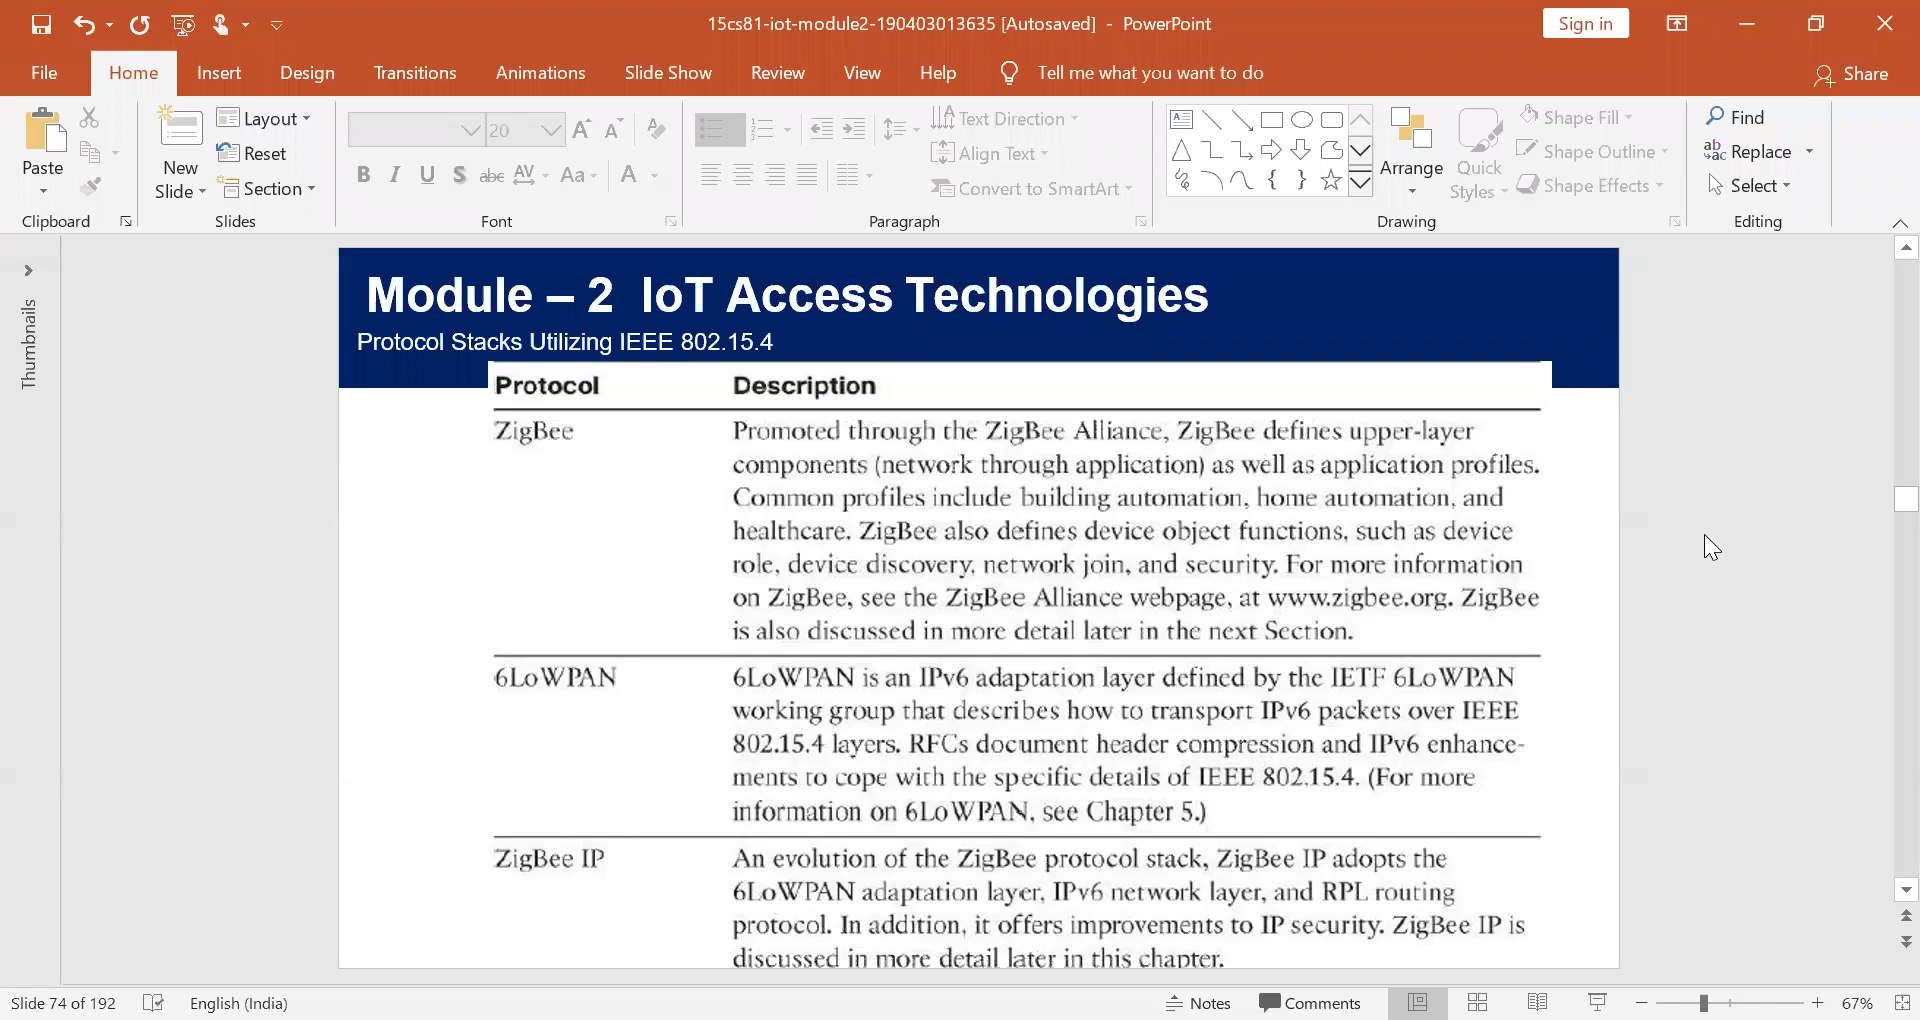 15cs81-iot-module2-190403013635 [Autosaved] - PowerPoint
Sign in
File Home Insert Design Transitions Animations Slide Show Review View Help Tell me what you want to do
Share
Paste
Clipboard
New
Slide
Layout
Reset
Section
Slides
20
B I U S abc AV Aa A
Font
Text Direction
Align Text
Convert to SmartArt
Paragraph
Arrange
Quick
Styles
Shape Fill
Shape Outline
Shape Effects
Drawing
Find
Replace
Select
Editing
Thumbnails
Module – 2 IoT Access Technologies
Protocol Stacks Utilizing IEEE 802.15.4
Protocol Description
ZigBee Promoted through the ZigBee Alliance, ZigBee defines upper-layer
components (network through application) as well as application profiles.
Common profiles include building automation, home automation, and
healthcare. ZigBee also defines device object functions, such as device
role, device discovery, network join, and security. For more information
on ZigBee, see the ZigBee Alliance webpage, at www.zigbee.org. ZigBee
is also discussed in more detail later in the next Section.
6LoWPAN 6LoWPAN is an IPv6 adaptation layer defined by the IETF 6LoWPAN
working group that describes how to transport IPv6 packets over IEEE
802.15.4 layers. RFCs document header compression and IPv6 enhance-
ments to cope with the specific details of IEEE 802.15.4. (For more
information on 6LoWPAN, see Chapter 5.)
ZigBee IP An evolution of the ZigBee protocol stack, ZigBee IP adopts the
6LoWPAN adaptation layer, IPv6 network layer, and RPL routing
protocol. In addition, it offers improvements to IP security. ZigBee IP is
discussed in more detail later in this chapter.
Slide 74 of 192 English (India) Notes Comments 67%